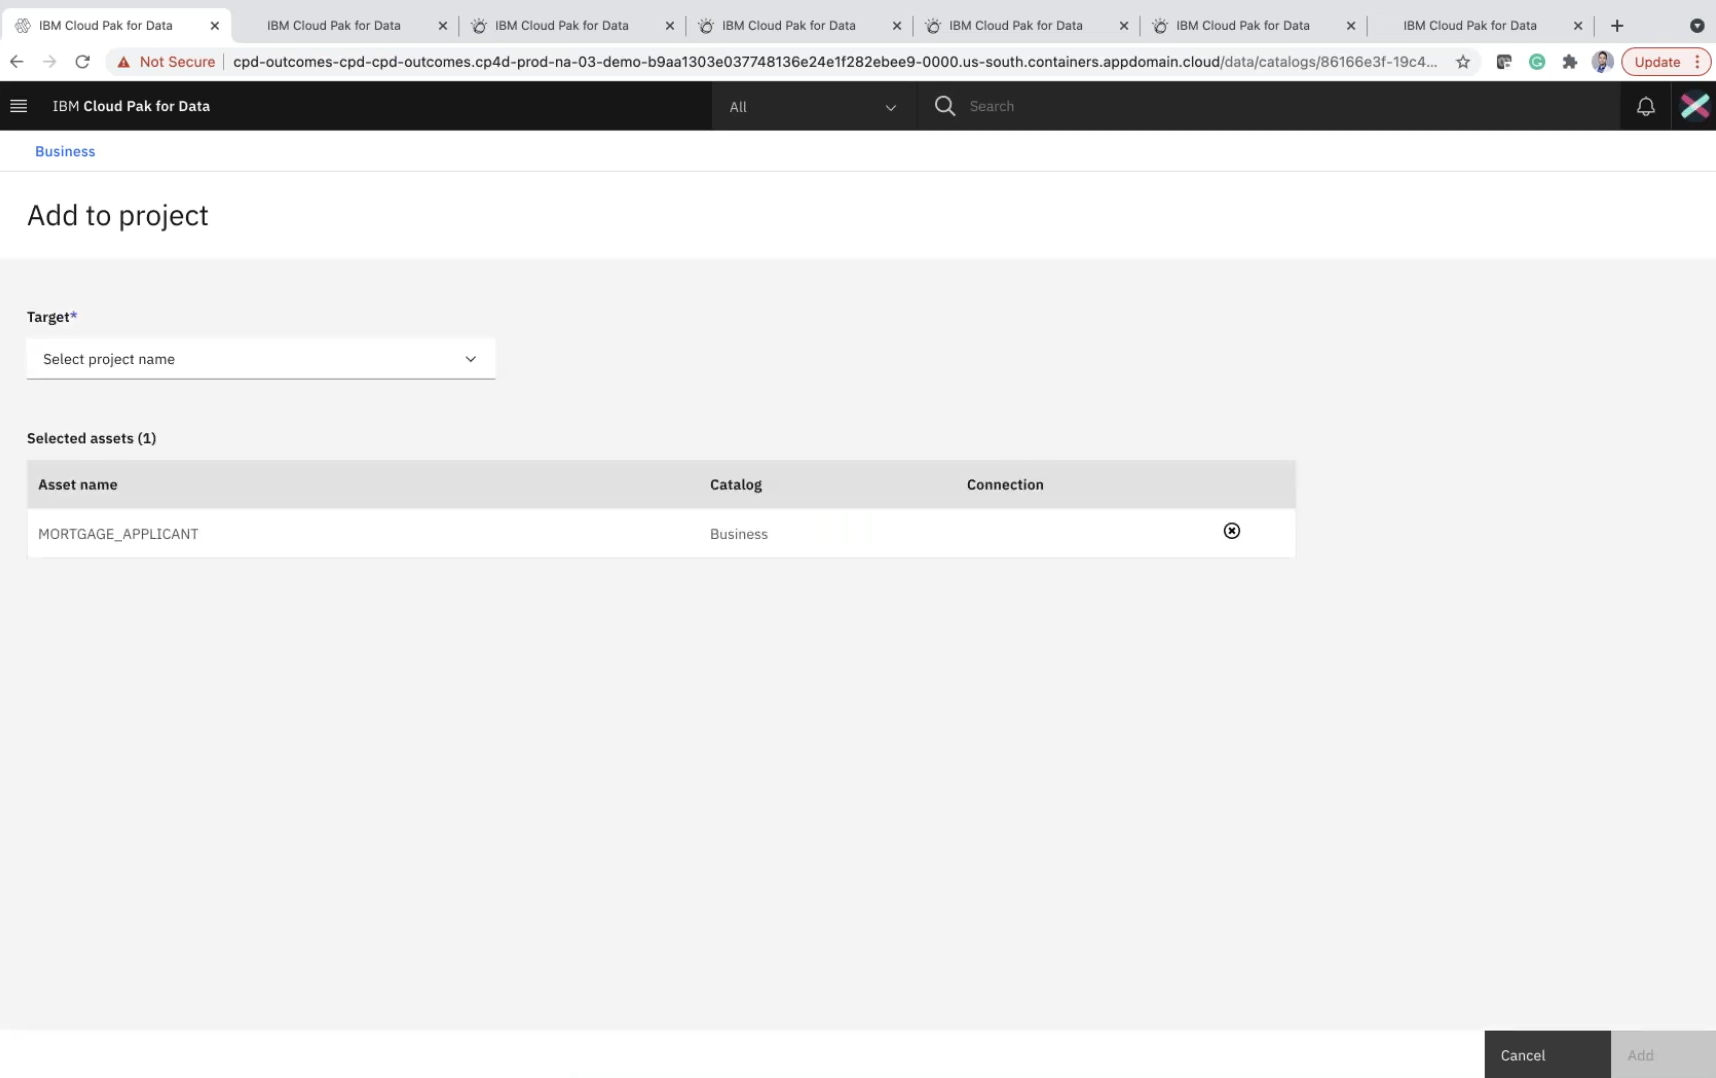 IBM Cloud Pak for Data
IBM Cloud Pak for Data
IBM Cloud Pak for Data
IBM Cloud Pak for Data
IBM Cloud Pak for Data
IBM Cloud Pak for Data
IBM Cloud Pak for Data
Not Secure
cpd-outcomes-cpd-cpd-outcomes.cp4d-prod-na-03-demo-b9aa1303e037748136e24e1f282ebee9-0000.us-south.containers.appdomain.cloud/data/catalogs/86166e3f-19c4...
Update
IBM Cloud Pak for Data
All
Search
Business
Add to project
Target*
Select project name
Selected assets (1)
Asset name Catalog Connection
MORTGAGE_APPLICANT Business
Cancel
Add